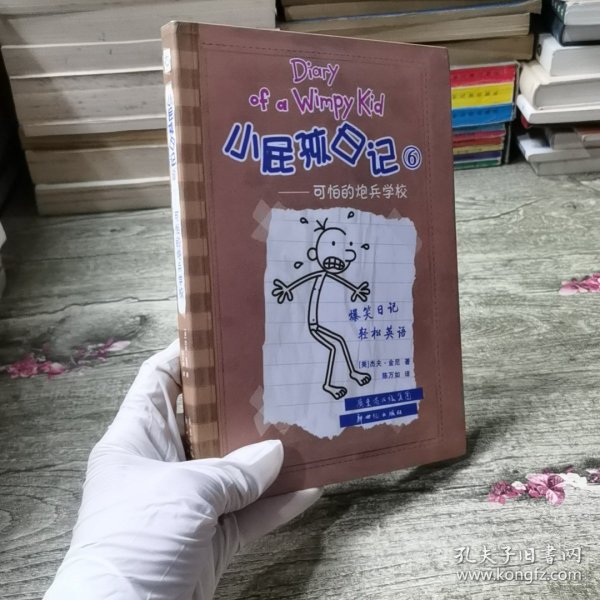 Diary
of a Wimpy Kid
小屁孩日记⑥
——可怕的炮兵学校
爆笑日记
轻松英语
[美]杰夫·金尼 著
陈万如 译
新世纪出版社
孔夫子旧书网
www.kongfz.com